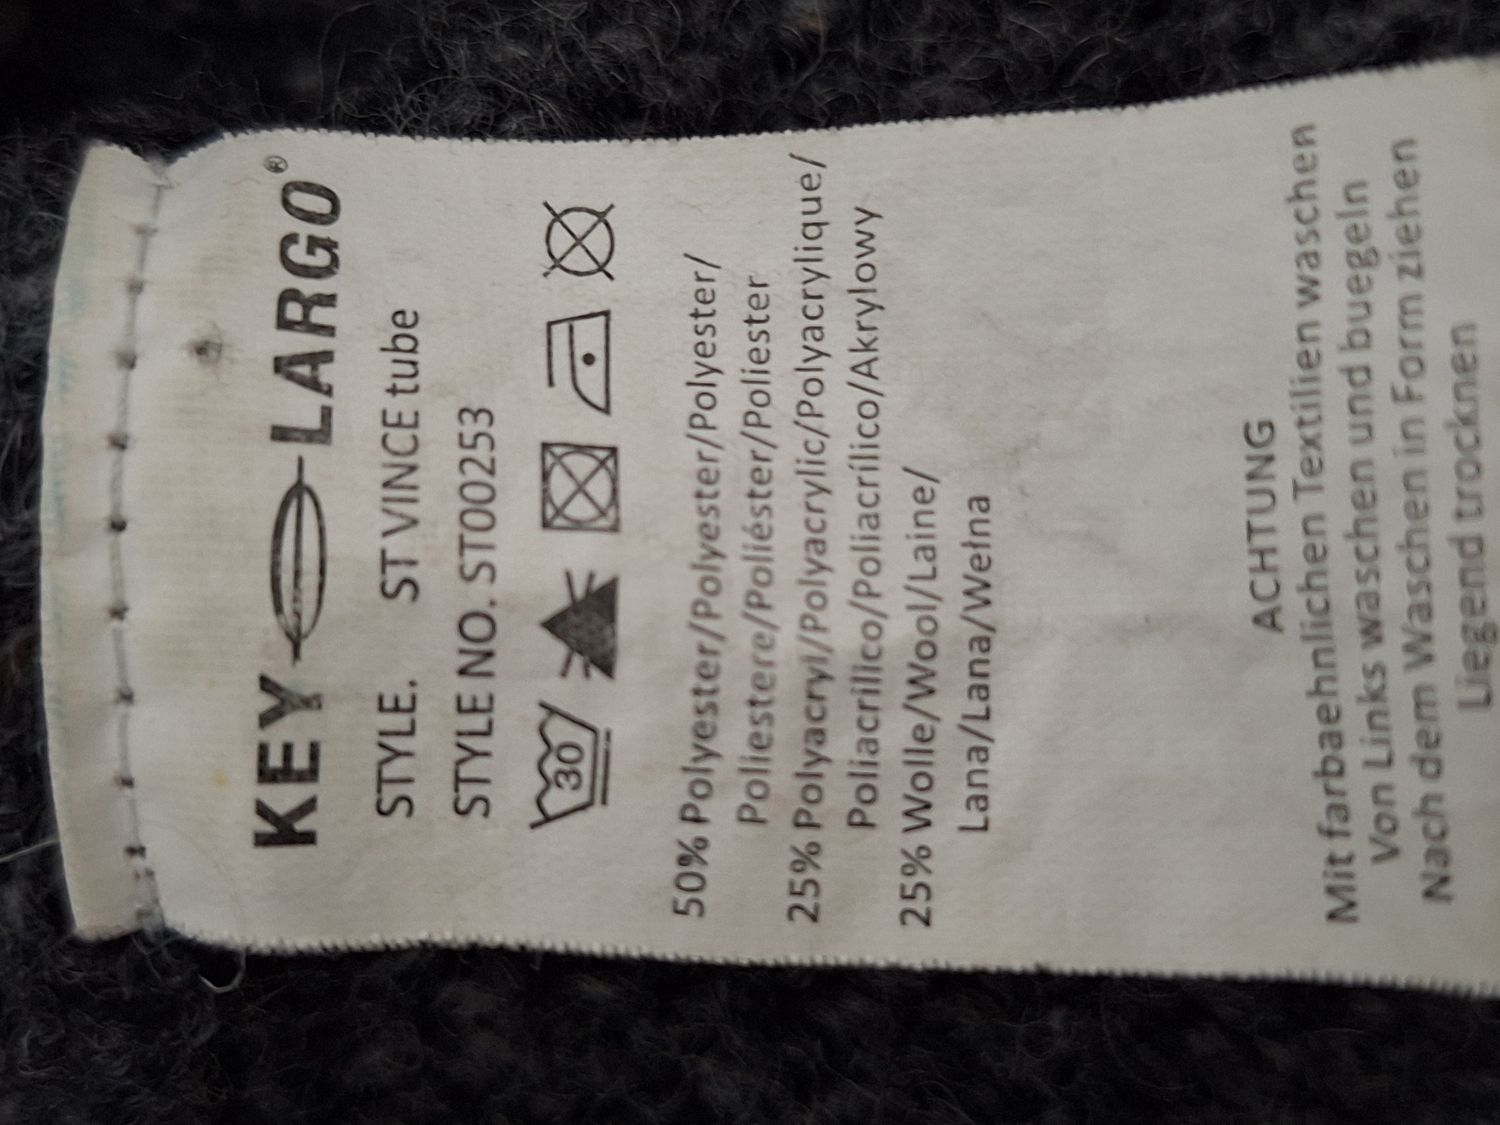 KEY LARGO®
STYLE. ST VINCE tube
STYLE NO. ST00253
30
50% Polyester/Polyester/Polyester/
Poliestere/Poliéster/Poliester
25% Polyacryl/Polyacrylic/Polyacrylique/
Poliacrilico/Poliacrílico/Akrylowy
25% Wolle/Wool/Laine/
Lana/Lana/Wełna
ACHTUNG
Mit farbaehnlichen Textilien waschen
Von Links waschen und buegeln
Nach dem Waschen in Form ziehen
Liegend trocknen